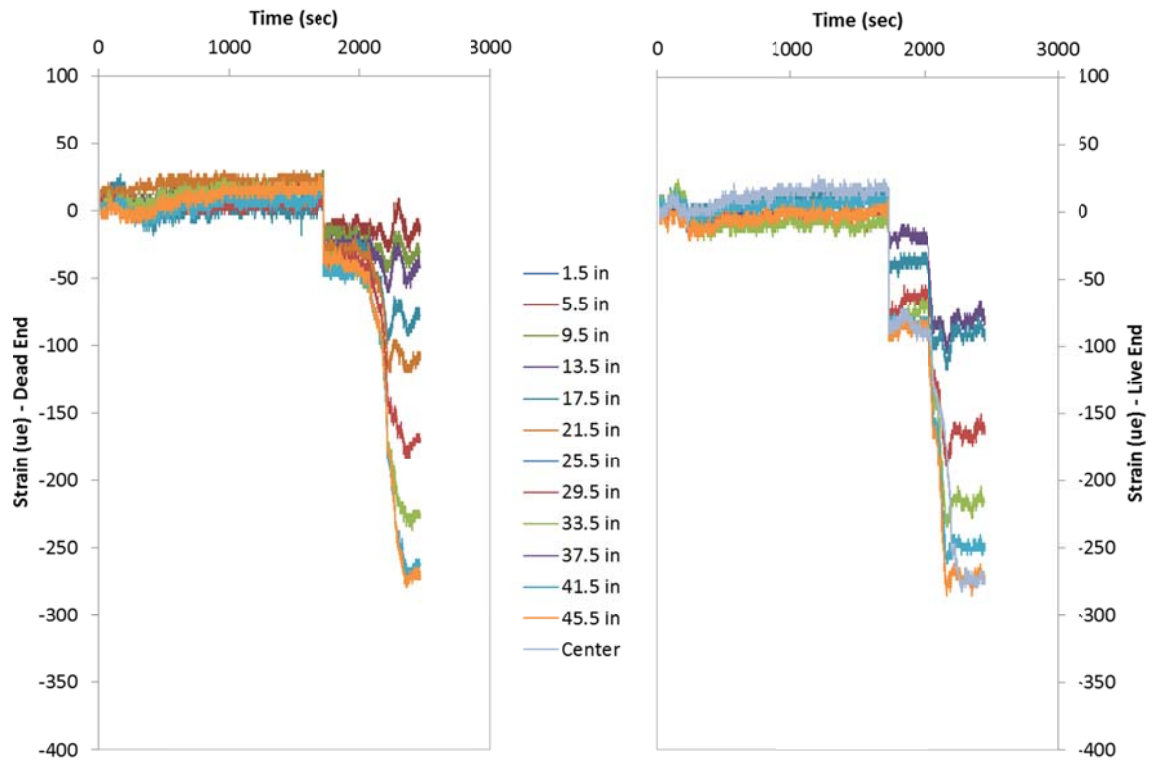 Time (sec)
0 1000 2000 3000
100
50
0
-50
-100
-150
-200
-250
-300
-350
-400
Strain (ue) - Dead End
1.5 in
5.5 in
9.5 in
13.5 in
17.5 in
21.5 in
25.5 in
29.5 in
33.5 in
37.5 in
41.5 in
45.5 in
Center
Time (sec)
0 1000 2000 3000
100
50
0
-50
-100
-150
-200
-250
-300
-350
-400
Strain (ue) - Live End